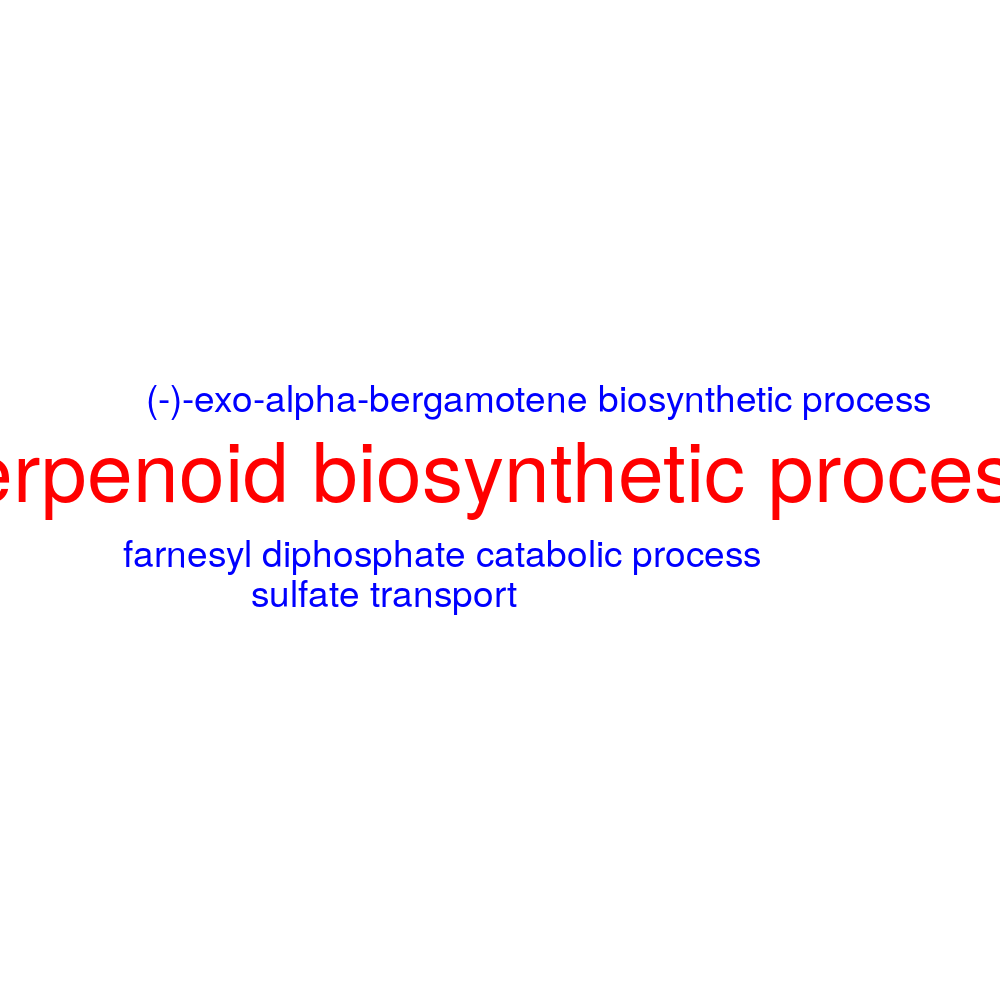 (-)-exo-alpha-bergamotene biosynthetic process
erpenoid biosynthetic proces
farnesyl diphosphate catabolic process
sulfate transport